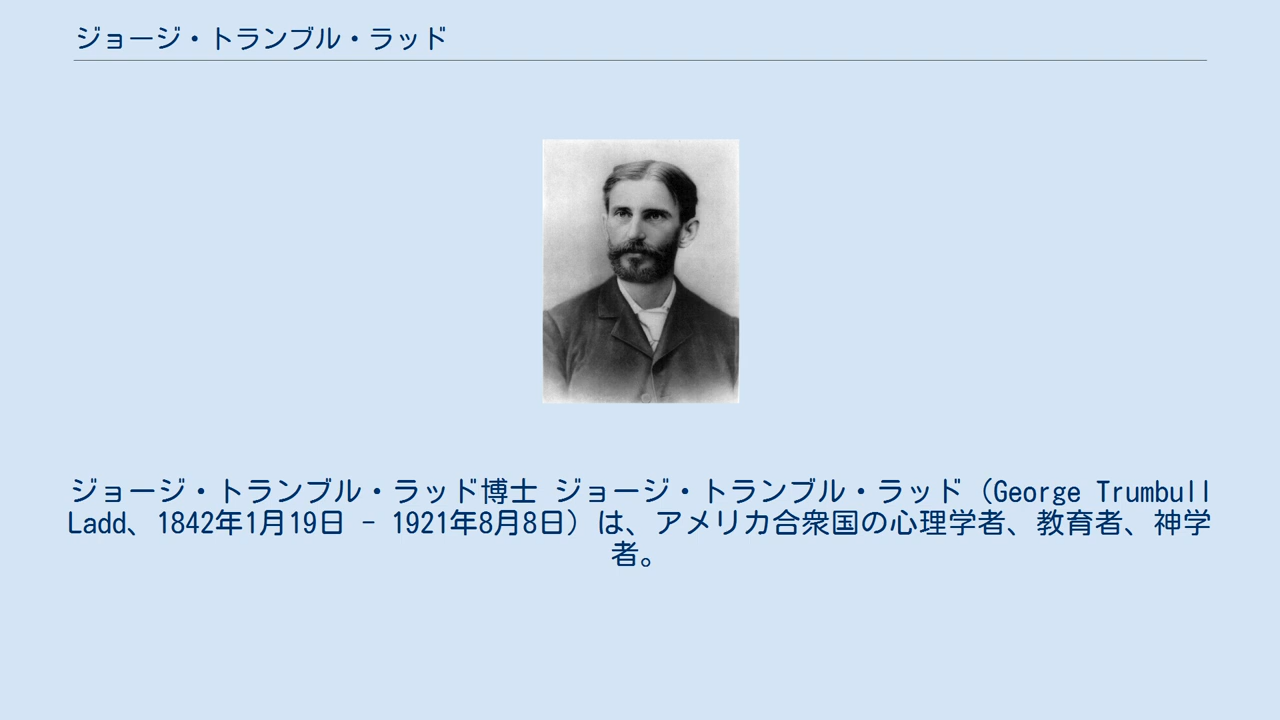 ジョージ・トランブル・ラッド
ジョージ・トランブル・ラッド博士 ジョージ・トランブル・ラッド（George Trumbull
Ladd、1842年1月19日 - 1921年8月8日）は、アメリカ合衆国の心理学者、教育者、神学
者。